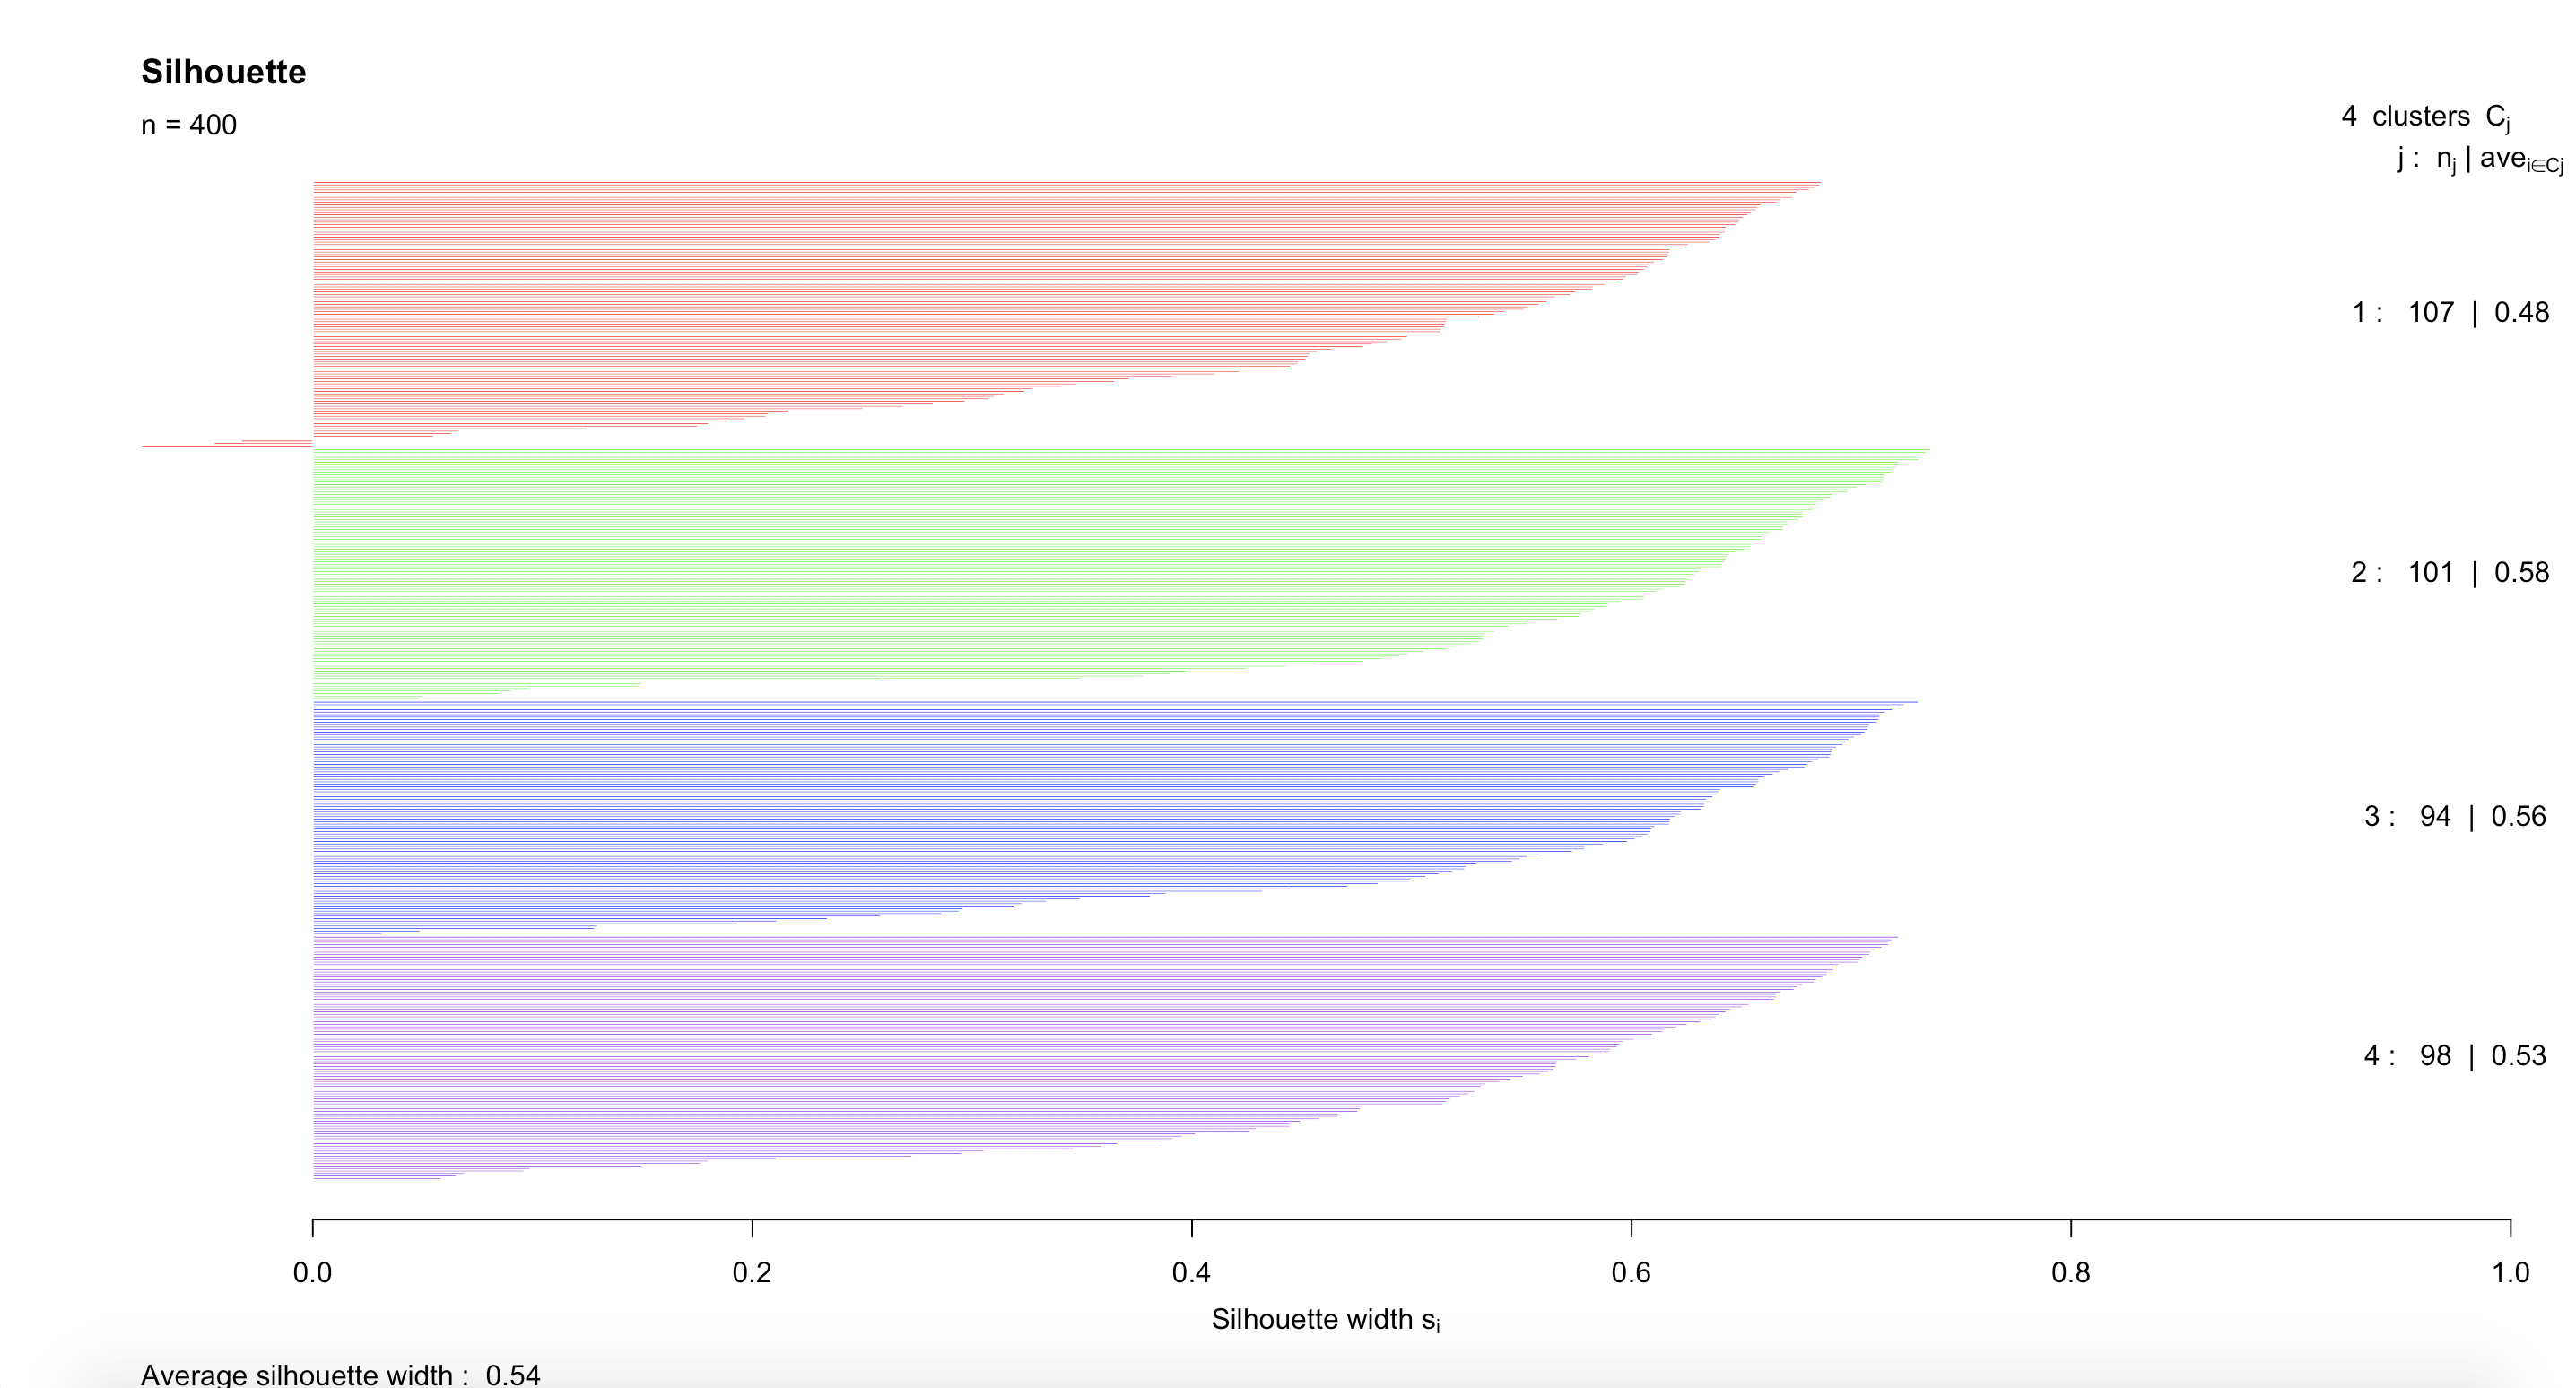 Silhouette
n = 400
4 clusters Cj
j : nj | avei∈Cj
1 : 107 | 0.48
2 : 101 | 0.58
3 : 94 | 0.56
4 : 98 | 0.53
0.0 0.2 0.4 0.6 0.8 1.0
Silhouette width si
Average silhouette width : 0.54